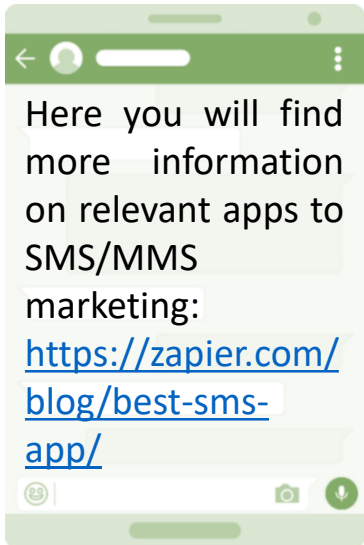 Here you will find
more information
on relevant apps to
SMS/MMS
marketing:
https://zapier.com/
blog/best-sms-
app/